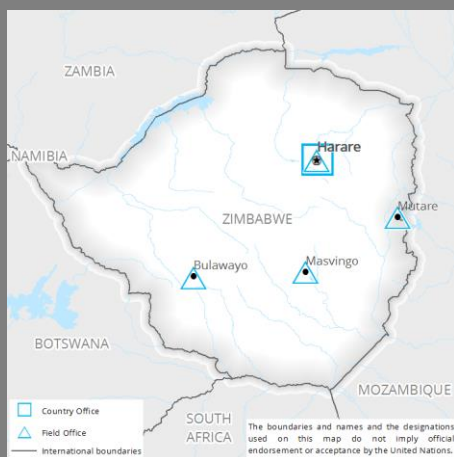 ZAMBIA
Harare
NAMIBIA
Mutare
ZIMBABWE
Bulawayo
Masvingo
BOTSWANA
MOZAMBIQUE
SOUTH
AFRICA
Country Office
Field Office
International boundaries
The boundaries and names and the designations
used on this map do not imply official
endorsement or acceptance by the United Nations.